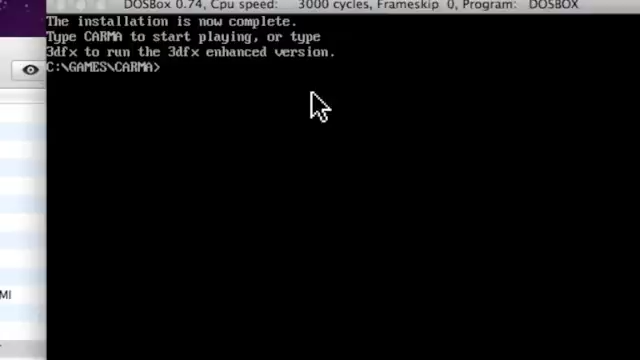 DOSBox 0.74, Cpu speed: 3000 cycles, Frameskip 0, Program: DOSBOX
The installation is now complete.
Type CARMA to start playing, or type
3dfx to run the 3dfx enhanced version.
C:\GAMES\CARMA>
MI